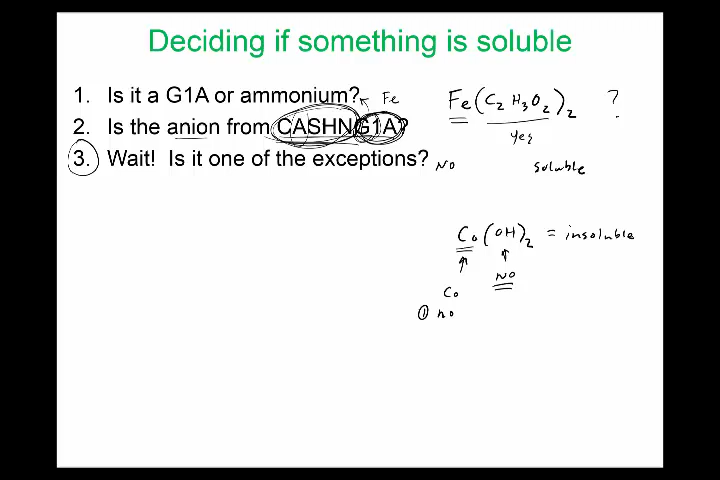 Deciding if something is soluble
1. Is it a G1A or ammonium? Fe
2. Is the anion from CASHNG1A?
3. Wait! Is it one of the exceptions? No
Fe(C2H3O2)2 ?
yes
soluble
Co(OH)2 = insoluble
NO
Co
① no